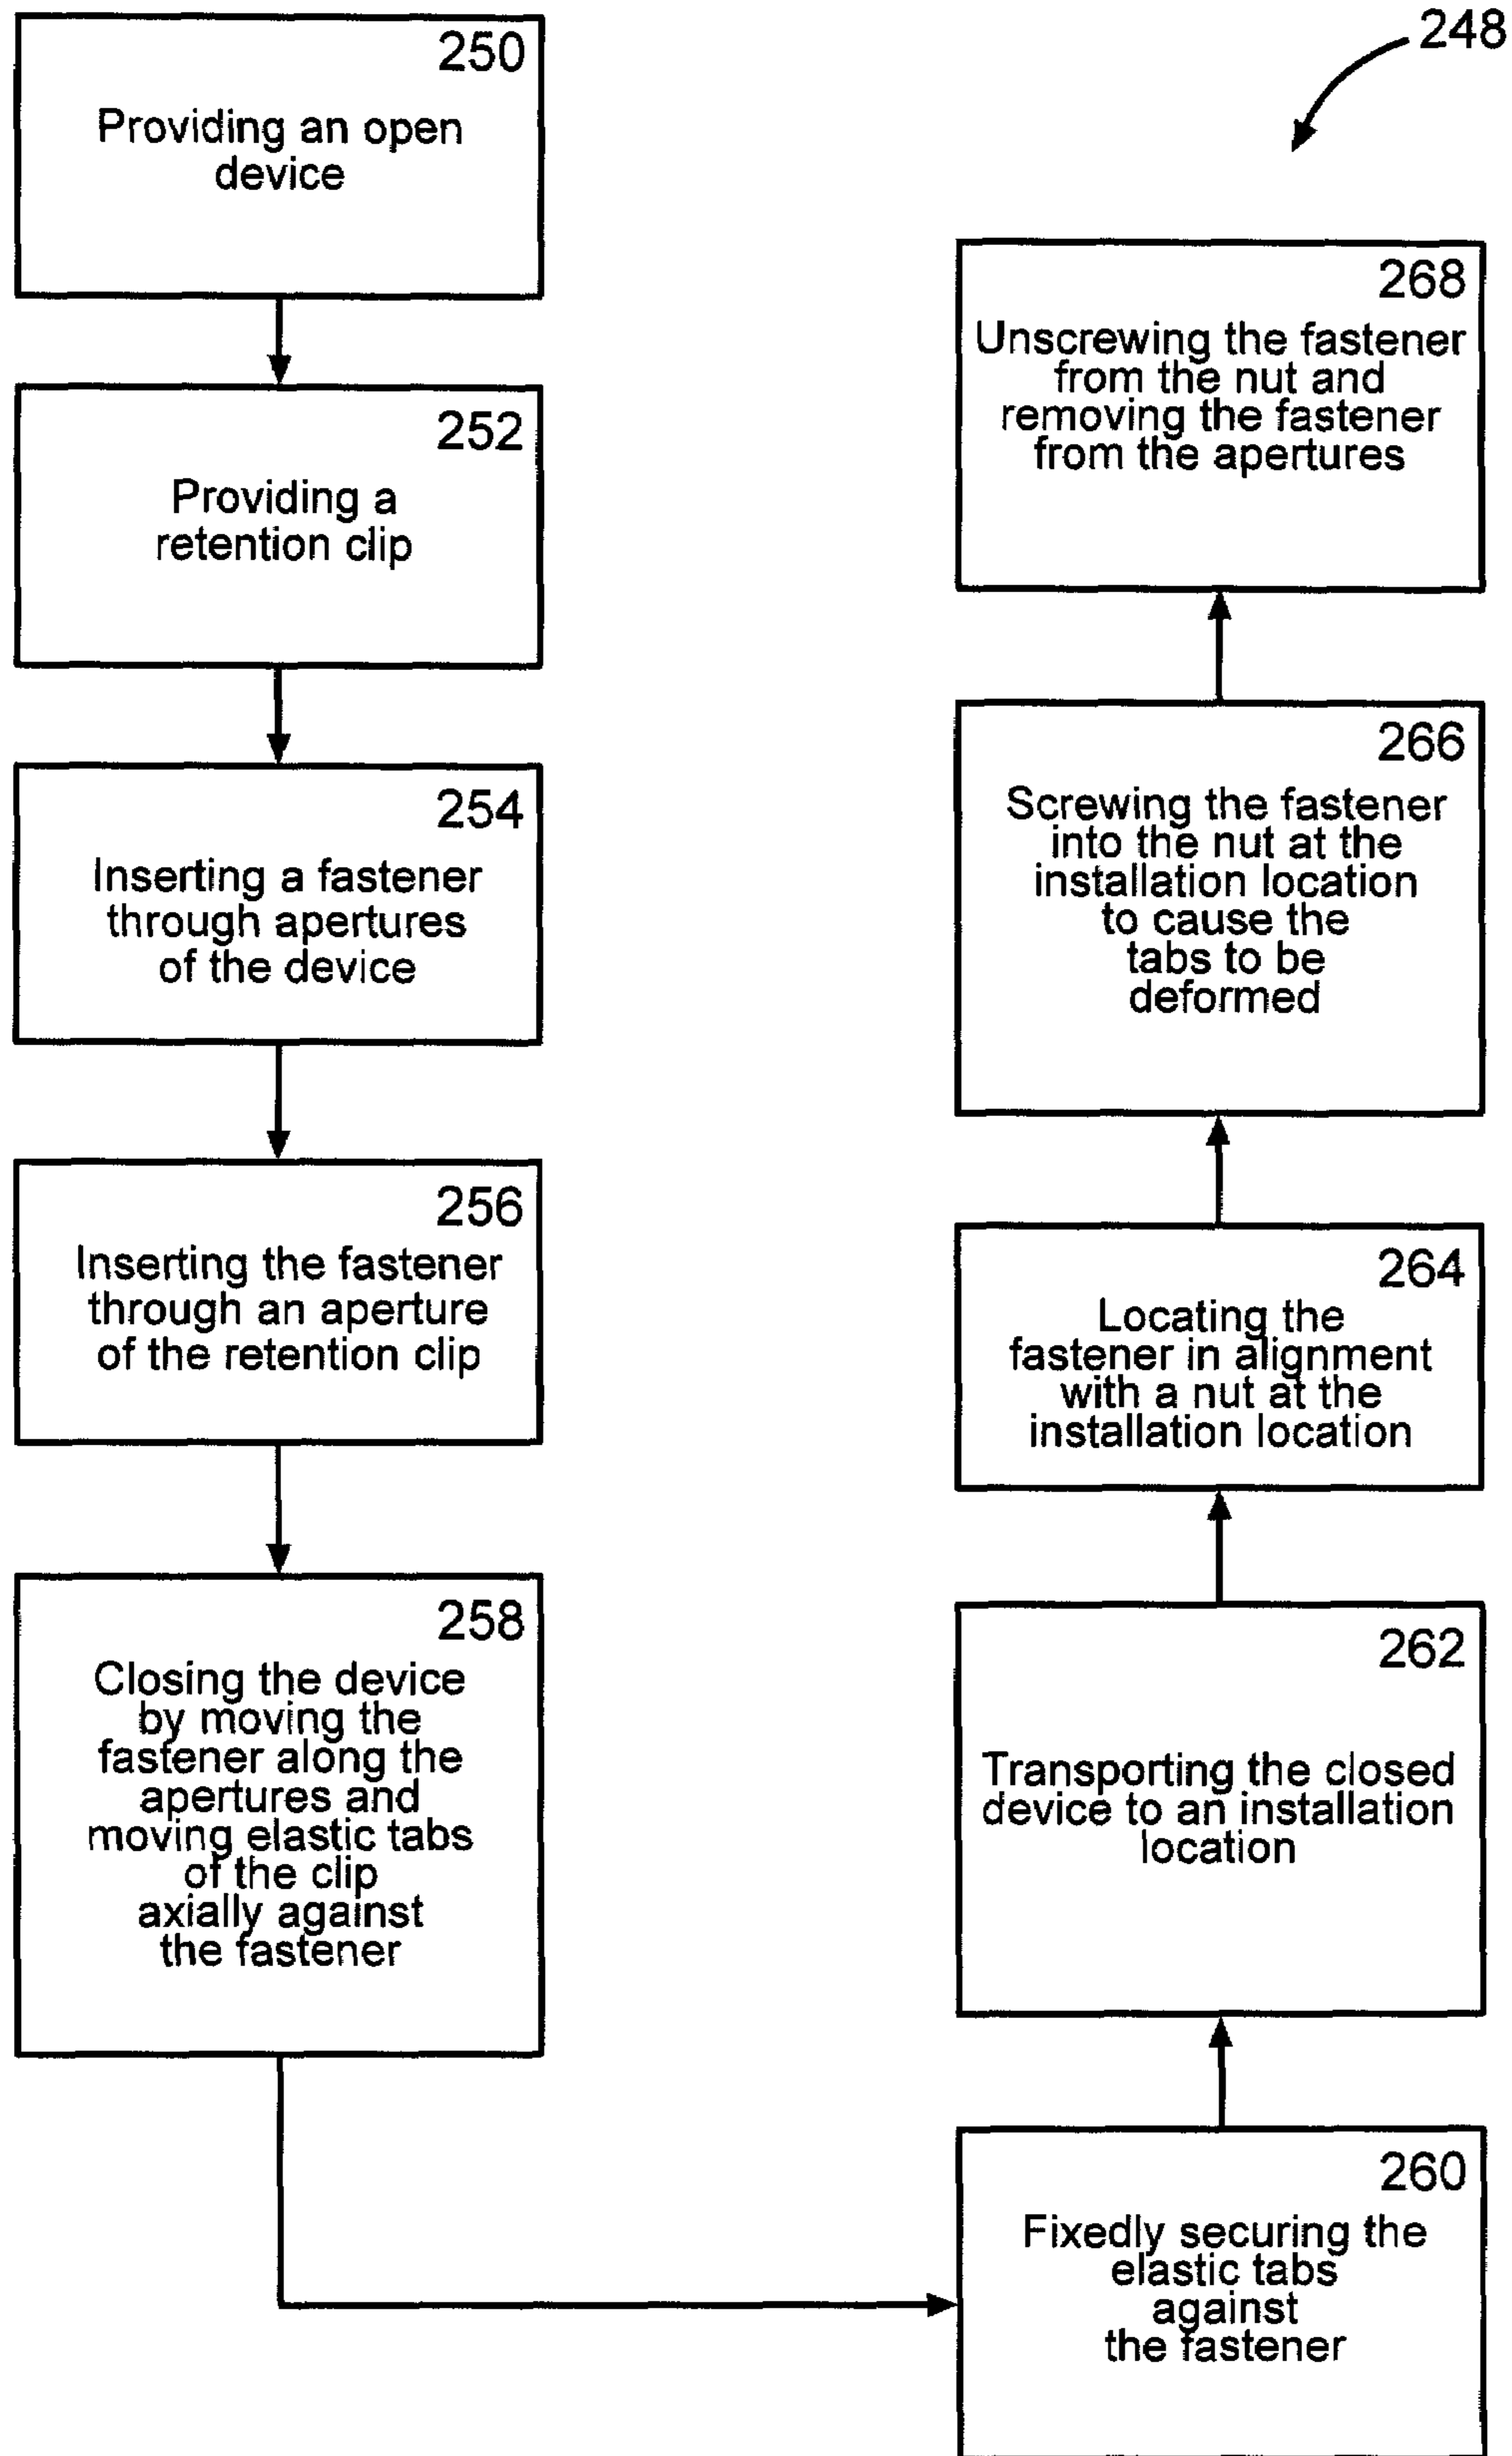 248
250
Providing an open
device
252
Providing a
retention clip
254
Inserting a fastener
through apertures
of the device
256
Inserting the fastener
through an aperture
of the retention clip
258
Closing the device
by moving the
fastener along the
apertures and
moving elastic tabs
of the clip
axially against
the fastener
260
Fixedly securing the
elastic tabs
against
the fastener
262
Transporting the closed
device to an installation
location
264
Locating the
fastener in alignment
with a nut at the
installation location
266
Screwing the fastener
into the nut at the
installation location
to cause the
tabs to be
deformed
268
Unscrewing the fastener
from the nut and
removing the fastener
from the apertures